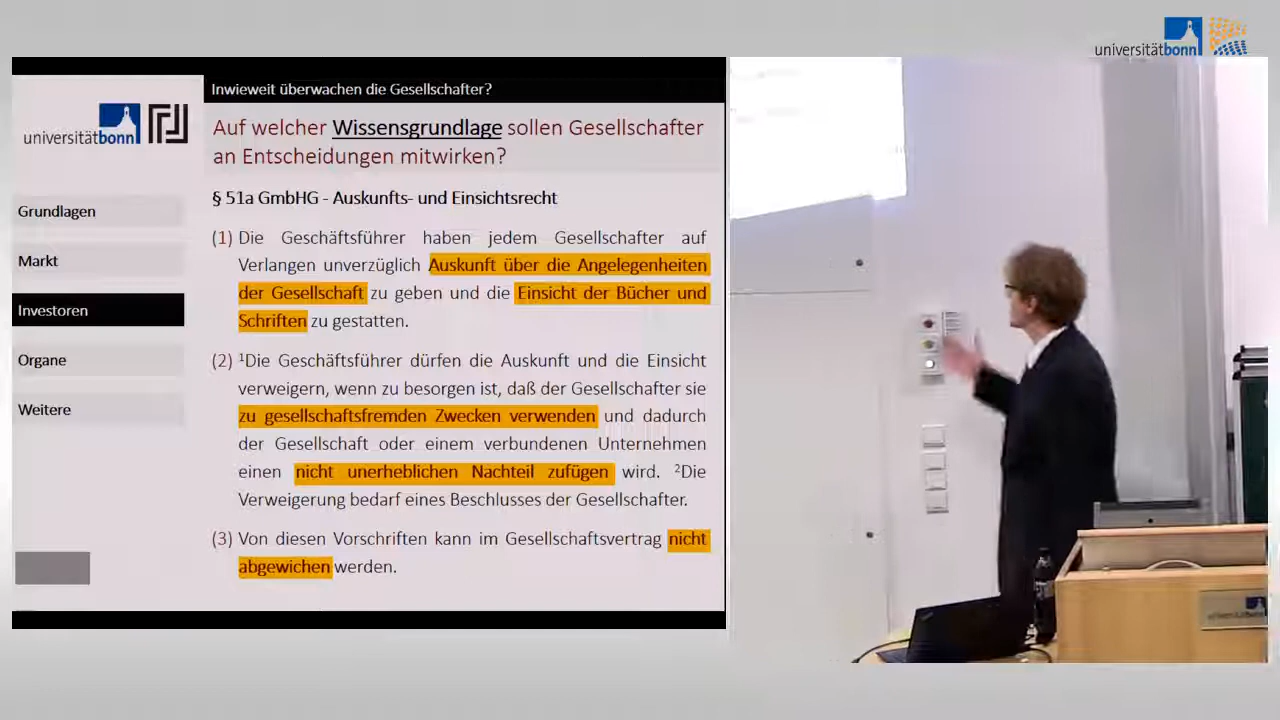 universitätbonn
Inwieweit überwachen die Gesellschafter?
universitätbonn
Auf welcher Wissensgrundlage sollen Gesellschafter
an Entscheidungen mitwirken?
§ 51a GmbHG - Auskunfts- und Einsichtsrecht
(1) Die Geschäftsführer haben jedem Gesellschafter auf
Verlangen unverzüglich Auskunft über die Angelegenheiten
der Gesellschaft zu geben und die Einsicht der Bücher und
Schriften zu gestatten.
(2) ¹Die Geschäftsführer dürfen die Auskunft und die Einsicht
verweigern, wenn zu besorgen ist, daß der Gesellschafter sie
zu gesellschaftsfremden Zwecken verwenden und dadurch
der Gesellschaft oder einem verbundenen Unternehmen
einen nicht unerheblichen Nachteil zufügen wird. ²Die
Verweigerung bedarf eines Beschlusses der Gesellschafter.
(3) Von diesen Vorschriften kann im Gesellschaftsvertrag nicht
abgewichen werden.
Grundlagen
Markt
Investoren
Organe
Weitere
universitätbonn